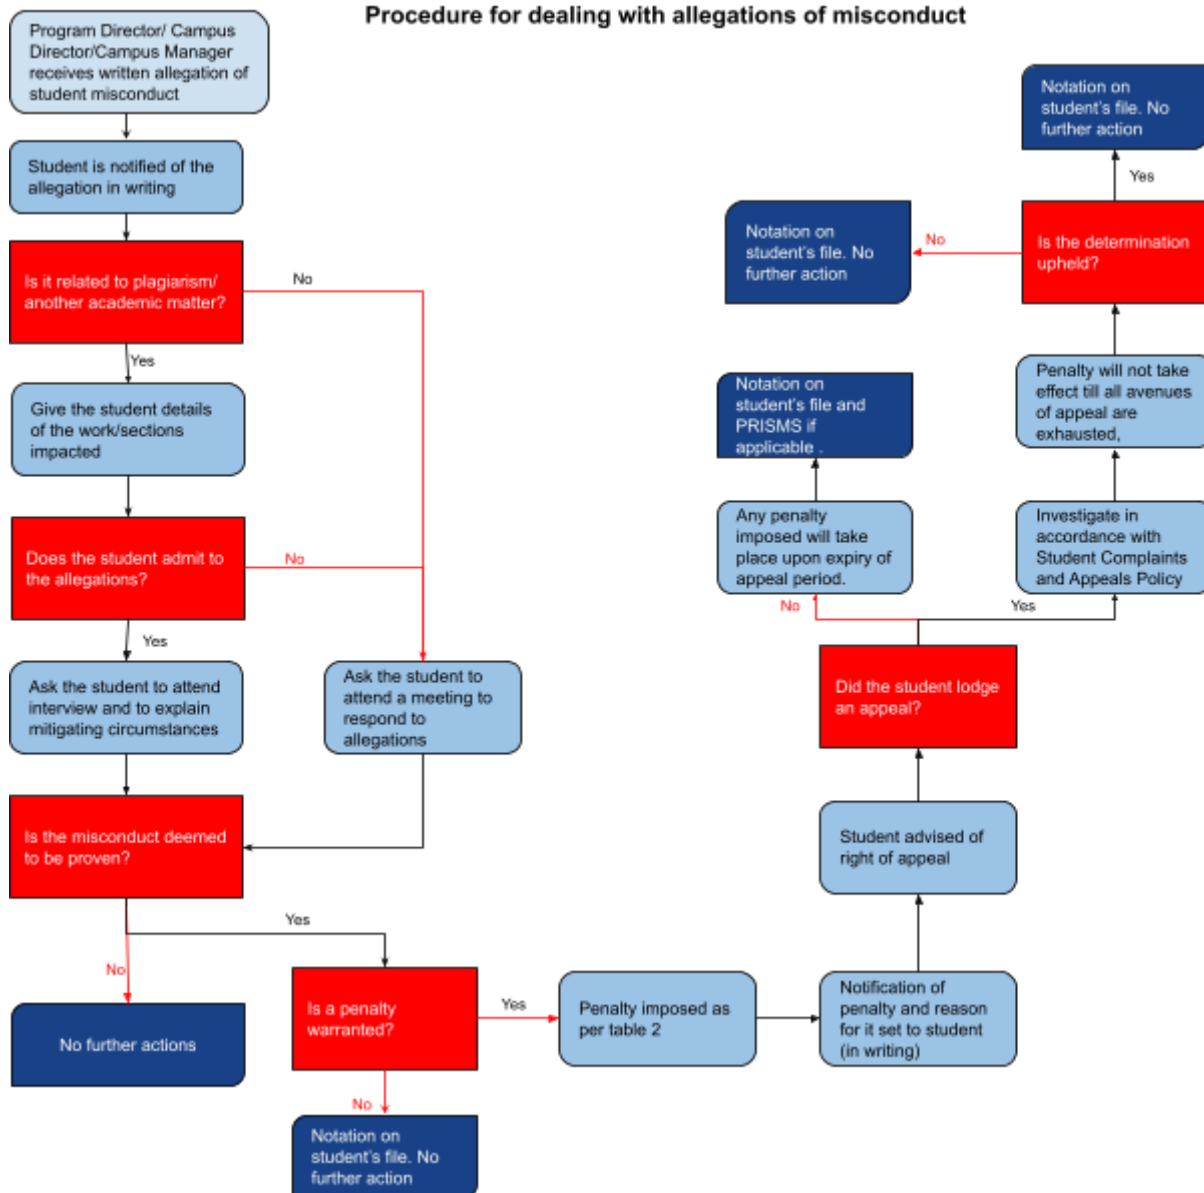 Procedure for dealing with allegations of misconduct
Program Director/ Campus
Director/Campus Manager
receives written allegation of
student misconduct
Student is notified of the
allegation in writing
Is it related to plagiarism/
another academic matter?
No
Yes
Give the student details
of the work/sections
impacted
Does the student admit to
the allegations?
No
Yes
Ask the student to attend
interview and to explain
mitigating circumstances
Ask the student to
attend a meeting to
respond to
allegations
Is the misconduct deemed
to be proven?
Yes
No
No further actions
Is a penalty
warranted?
Yes
No
Notation on
student's file. No
further action
Penalty imposed as
per table 2
Notification of
penalty and reason
for it set to student
(in writing)
Student advised of
right of appeal
Did the student lodge
an appeal?
No
Yes
Any penalty
imposed will take
place upon expiry of
appeal period.
Notation on
student's file and
PRISMS if
applicable .
Investigate in
accordance with
Student Complaints
and Appeals Policy
Penalty will not take
effect till all avenues
of appeal are
exhausted,
Is the determination
upheld?
No
Notation on
student's file. No
further action
Yes
Notation on
student's file. No
further action